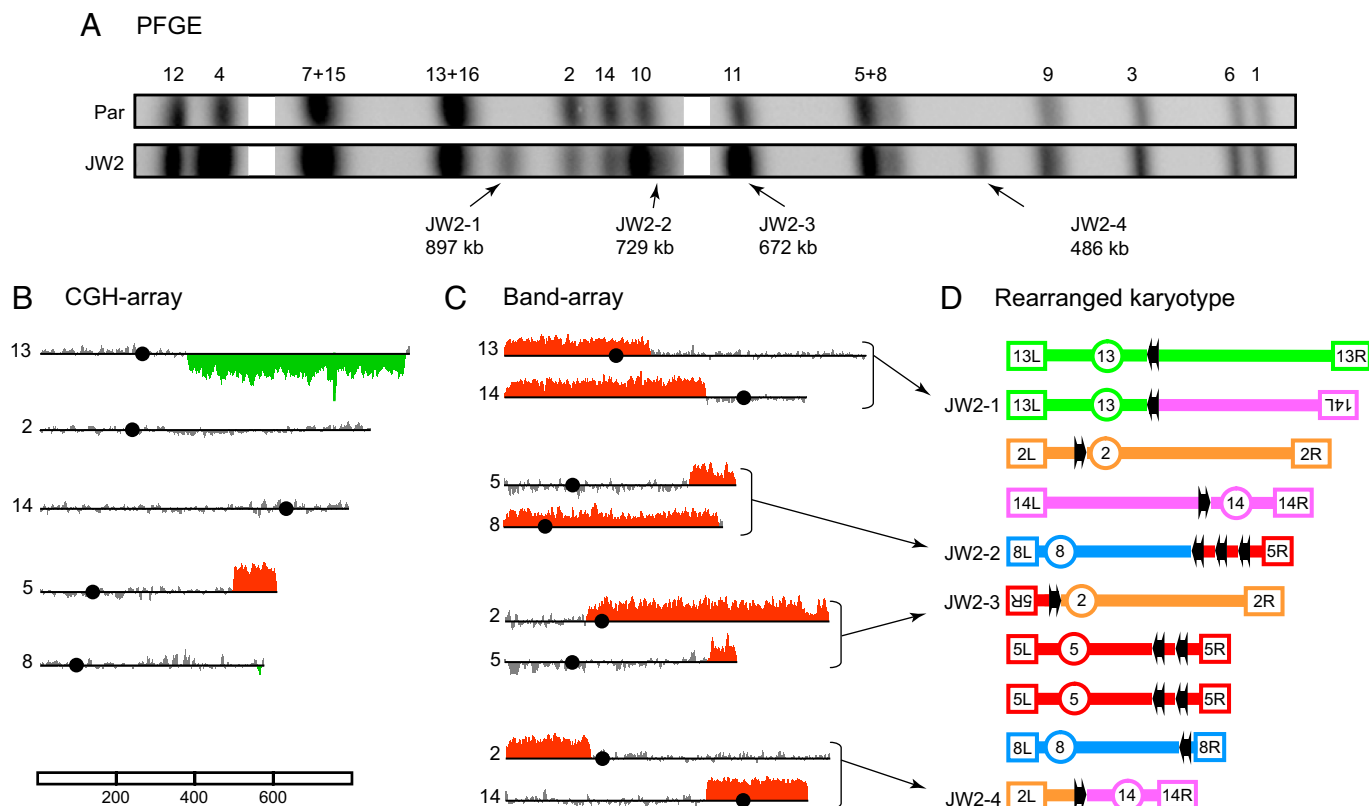 A PFGE
12 4 7+15 13+16 2 14 10 11 5+8 9 3 6 1
Par
JW2
JW2-1 JW2-2 JW2-3 JW2-4
897 kb 729 kb 672 kb 486 kb
B CGH-array
13
2
14
5
8
200 400 600
C Band-array
13
14
5
8
2
5
2
14
D Rearranged karyotype
13L 13 13R
JW2-1 13L 13 14L
2L 2 2R
14L 14 14R
JW2-2 8L 8 5R
JW2-3 5R 2 2R
5L 5 5R
5L 5 5R
8L 8 8R
JW2-4 2L 14 14R